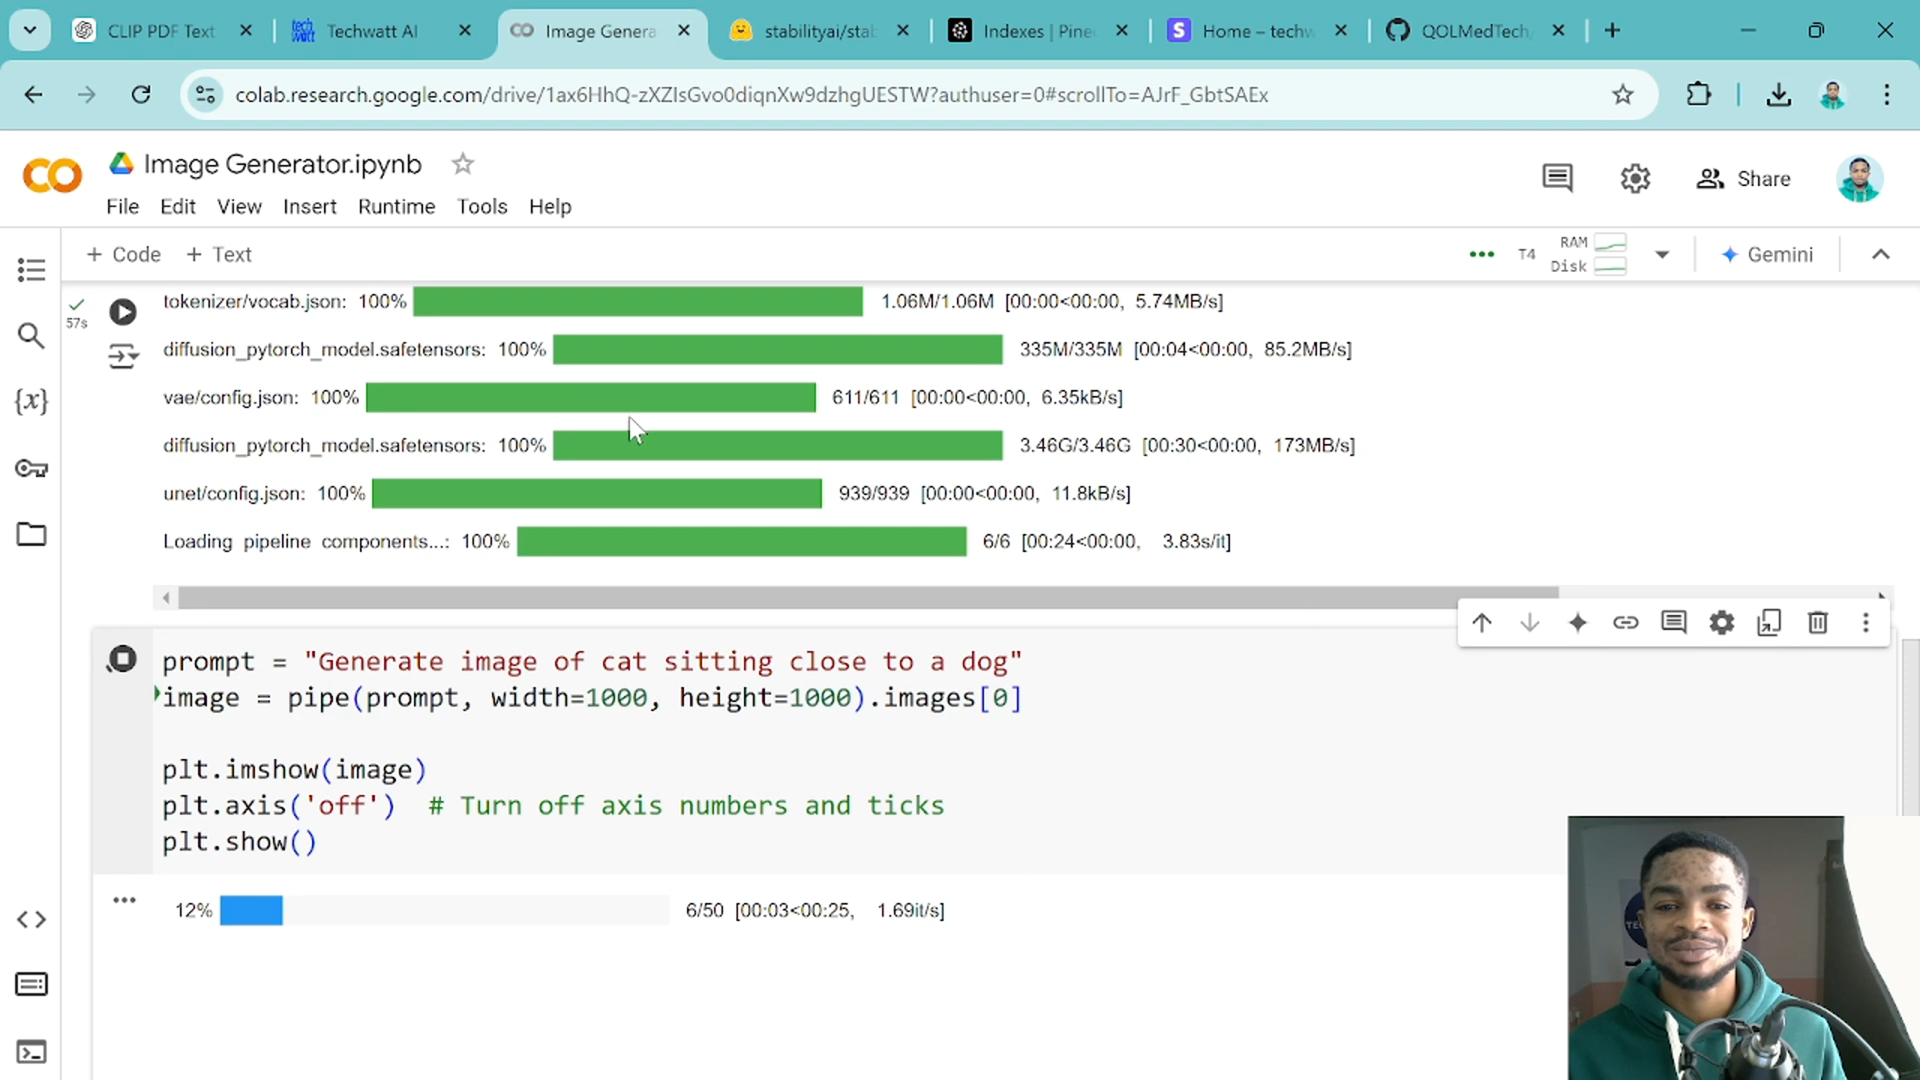 CLIP PDF Text
Techwatt AI
Image Genera
stabilityai/stab
Indexes | Pinec
Home – techw
QOLMedTech/
colab.research.google.com/drive/1ax6HhQ-zXZIsGvo0diqnXw9dzhgUESTW?authuser=0#scrollTo=AJrF_GbtSAEx
Image Generator.ipynb
File Edit View Insert Runtime Tools Help
Share
+ Code + Text
T4
RAM
Disk
Gemini
57s
tokenizer/vocab.json: 100% 1.06M/1.06M [00:00<00:00, 5.74MB/s]
diffusion_pytorch_model.safetensors: 100% 335M/335M [00:04<00:00, 85.2MB/s]
vae/config.json: 100% 611/611 [00:00<00:00, 6.35kB/s]
diffusion_pytorch_model.safetensors: 100% 3.46G/3.46G [00:30<00:00, 173MB/s]
unet/config.json: 100% 939/939 [00:00<00:00, 11.8kB/s]
Loading pipeline components...: 100% 6/6 [00:24<00:00, 3.83s/it]
prompt = "Generate image of cat sitting close to a dog"
image = pipe(prompt, width=1000, height=1000).images[0]
plt.imshow(image)
plt.axis('off') # Turn off axis numbers and ticks
plt.show()
12% 6/50 [00:03<00:25, 1.69it/s]